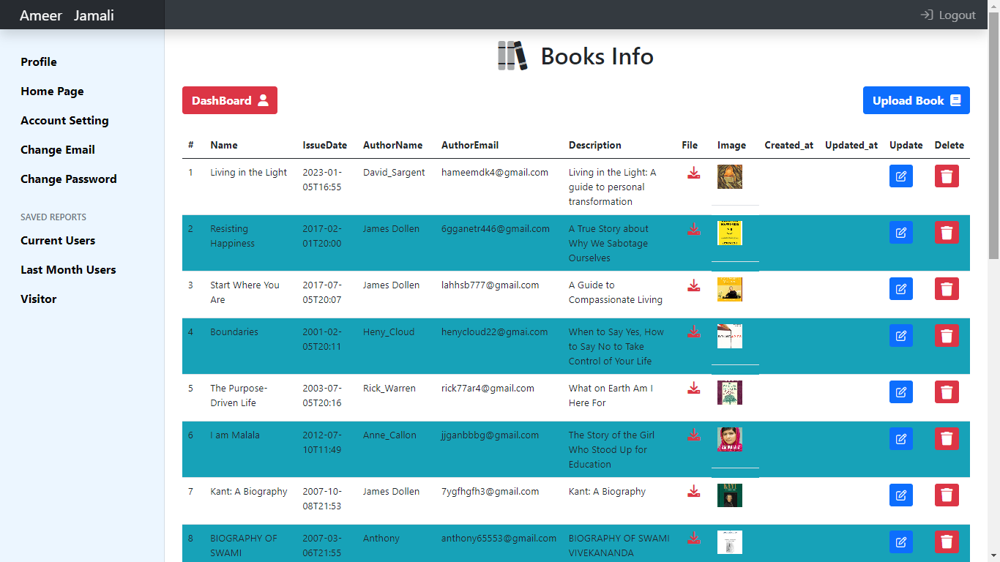 Ameer Jamali
Logout
Profile
Home Page
Account Setting
Change Email
Change Password
SAVED REPORTS
Current Users
Last Month Users
Visitor
Books Info
DashBoard
Upload Book
# Name IssueDate AuthorName AuthorEmail Description File Image Created_at Updated_at Update Delete
1 Living in the Light 2023-01- David_Sargent hameemdk4@gmail.com Living in the Light: A
05T16:55 guide to personal
transformation
2 Resisting 2017-02- James Dollen 6gganetr446@gmail.com A True Story about
Happiness 01T20:00 Why We Sabotage
Ourselves
HAPPINESS
3 Start Where You 2017-07- James Dollen lahhsb777@gmail.com A Guide to
Are 05T20:07 Compassionate Living
4 Boundaries 2001-02- Heny_Cloud henycloud22@gmai.com When to Say Yes, How
05T20:11 to Say No to Take
Control of Your Life
5 The Purpose- 2003-07- Rick_Warren rick77ar4@gmail.com What on Earth Am I
Driven Life 05T20:16 Here For
6 I am Malala 2012-07- Anne_Callon jjganbbbg@gmail.com The Story of the Girl
10T11:49 Who Stood Up for
Education
I AM MALALA
7 Kant: A Biography 2007-10- James Dollen 7ygfhgfh3@gmail.com Kant: A Biography
08T21:53
KANT
8 BIOGRAPHY OF 2007-03- Anthony anthony65553@gmail.com BIOGRAPHY OF SWAMI
SWAMI 06T21:55 VIVEKANANDA